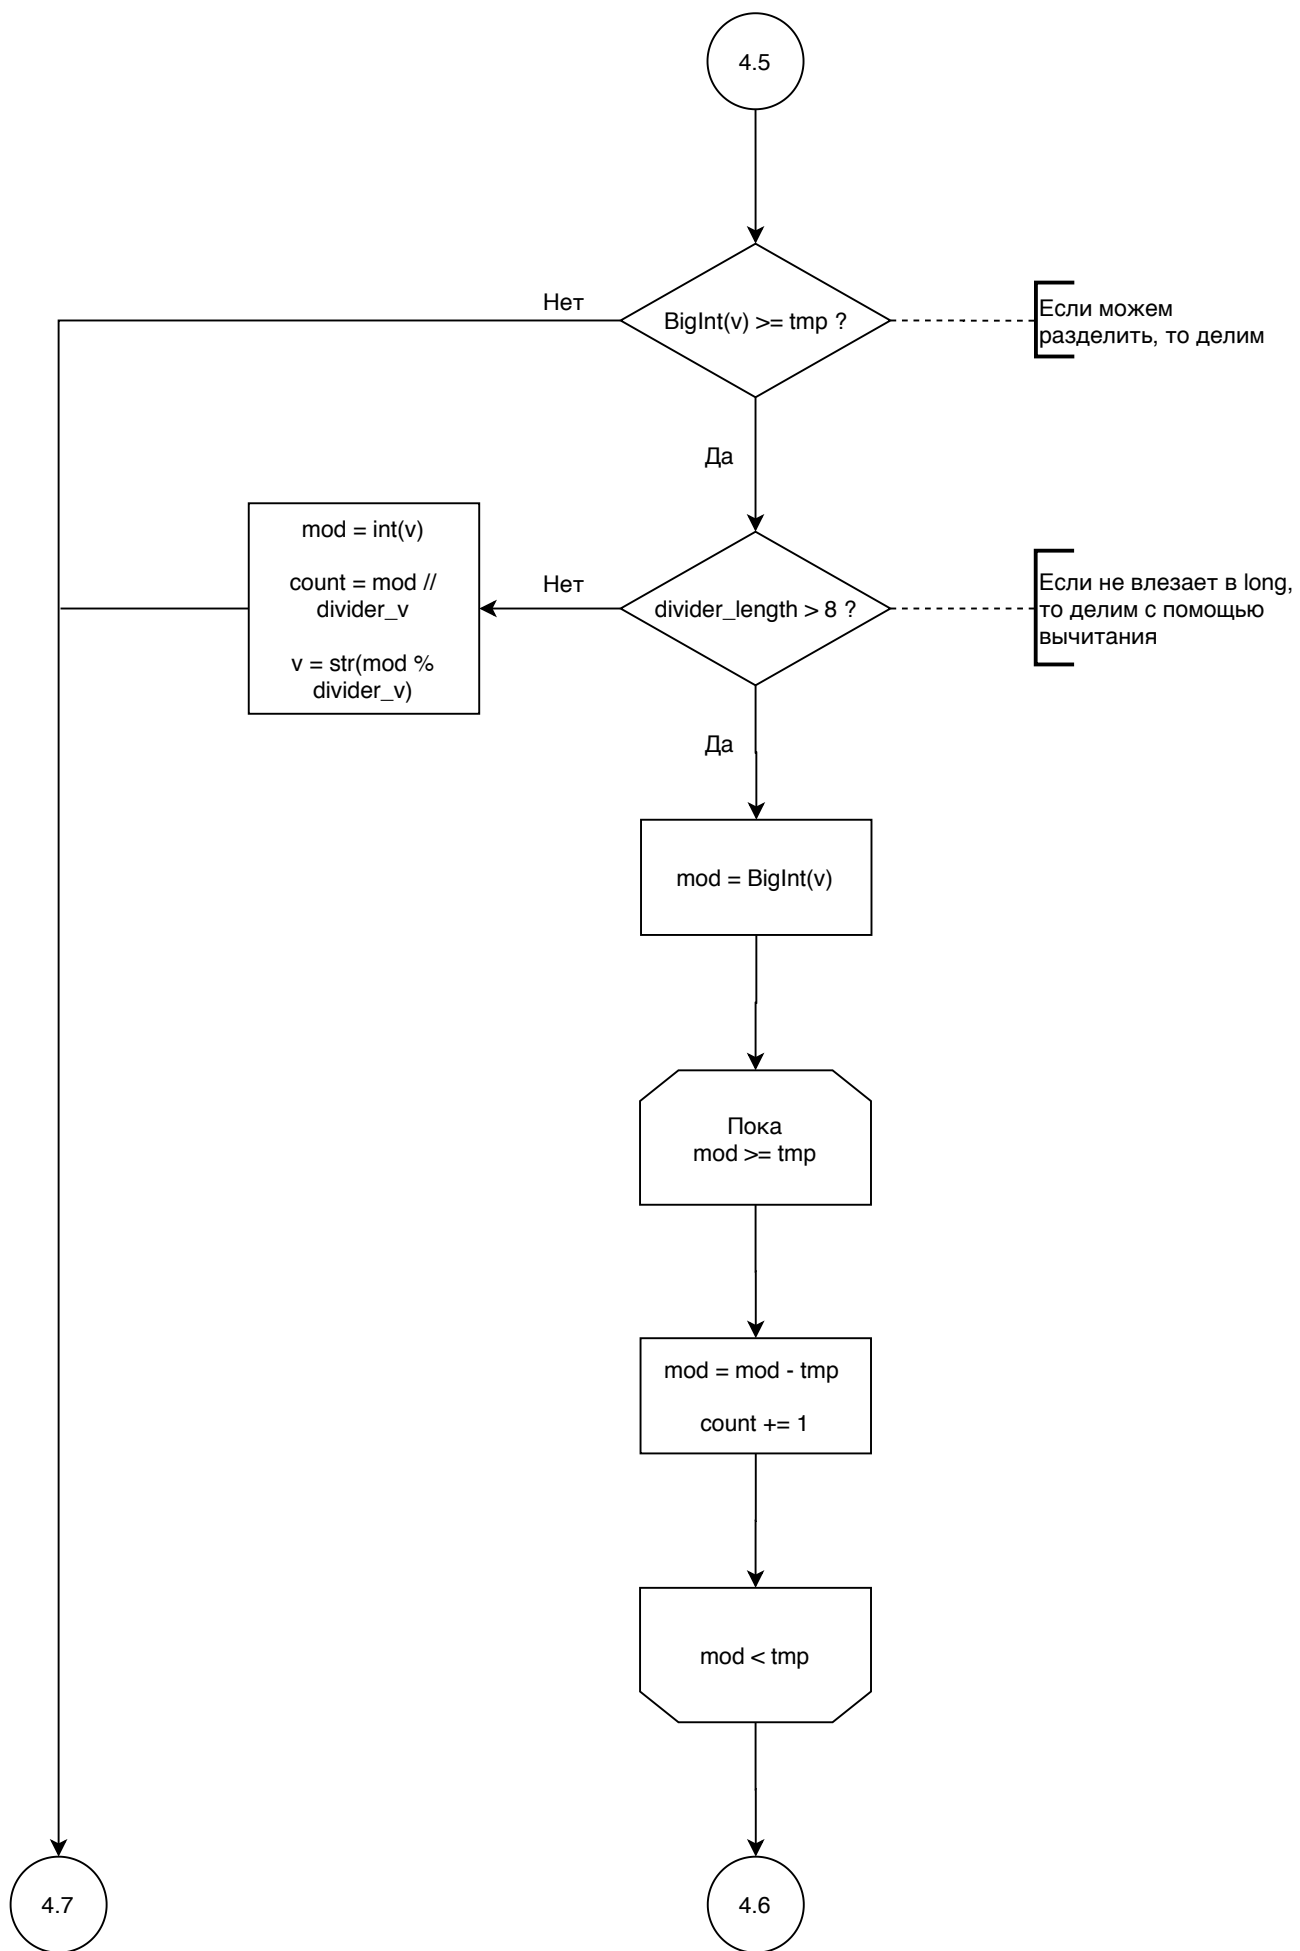 4.5
Нет
BigInt(v) >= tmp ?
Если можем
разделить, то делим
Да
mod = int(v)
count = mod //
divider_v
v = str(mod %
divider_v)
Нет
divider_length > 8 ?
Если не влезает в long,
то делим с помощью
вычитания
Да
mod = BigInt(v)
Пока
mod >= tmp
mod = mod - tmp
count += 1
mod < tmp
4.7
4.6